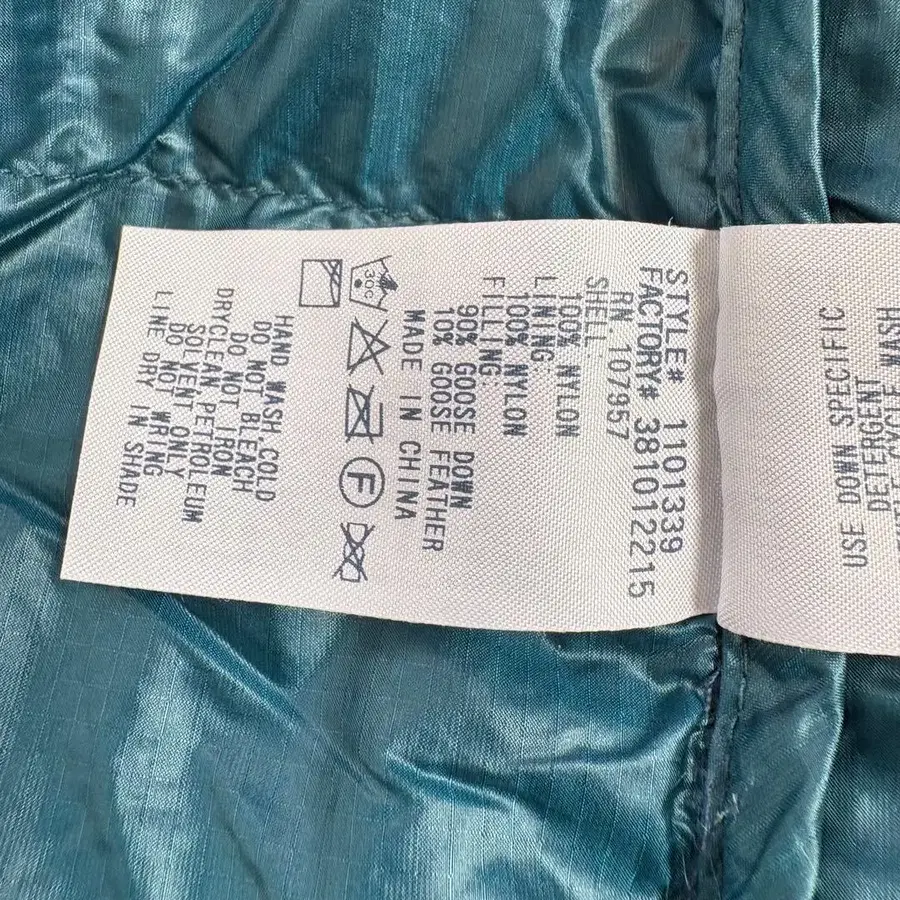 STYLE# 1101339
FACTORY# 381012215
RN. 107957
SHELL:
100% NYLON
LINING:
100% NYLON
FILLING:
90% GOOSE DOWN
10% GOOSE FEATHER
MADE IN CHINA
30c
F
HAND WASH,COLD
DO NOT BLEACH
DO NOT IRON
DRYCLEAN,PETROLEUM
SOLVENT ONLY
DO NOT WRING
LINE DRY IN SHADE
USE DOWN SPECIFIC
DETERGENT
CYCLE WASH